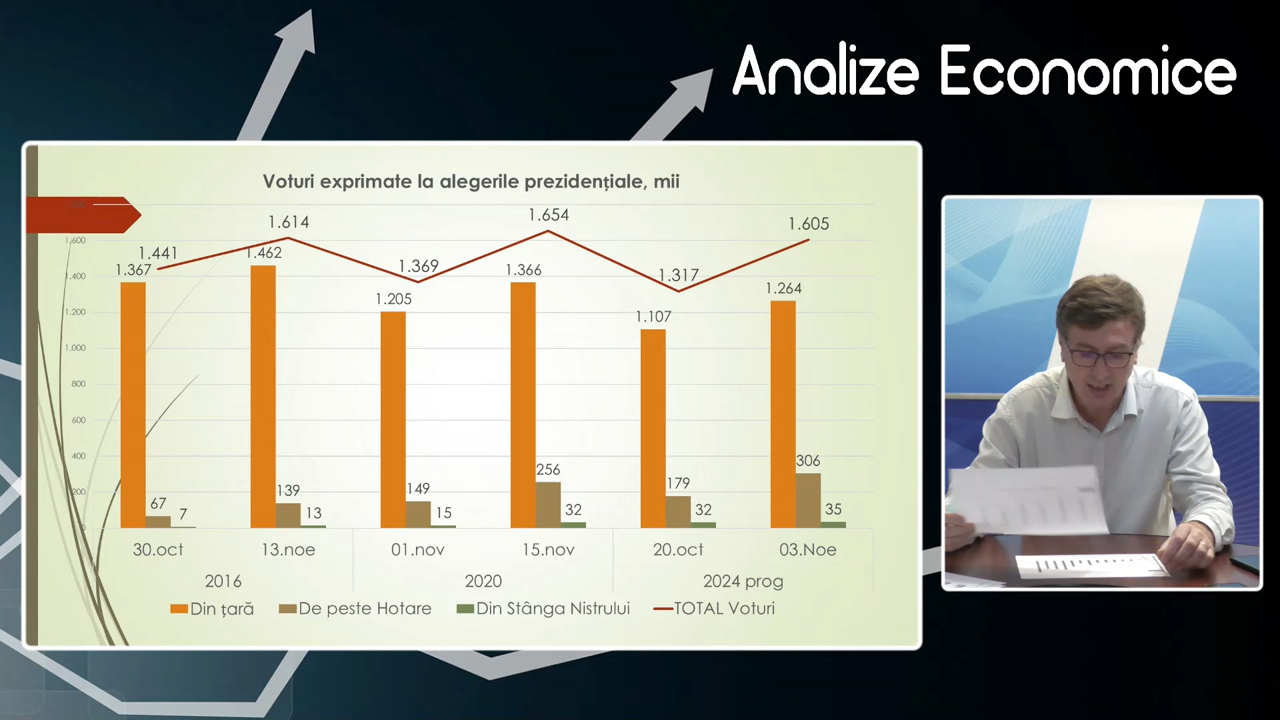 Analize Economice
Voturi exprimate la alegerile prezidențiale, mii
1.614
1.654
1.605
1.441
1.462
1.369
1.317
1.367
1.366
1.264
1.205
1.107
1,600
1.400
1.200
1.000
800
600
400
200
67
7
139
13
149
15
256
32
179
32
306
35
30.oct
13.noe
01.nov
15.nov
20.oct
03.Noe
2016
2020
2024 prog
Din țară
De peste Hotare
Din Stânga Nistrului
TOTAL Voturi